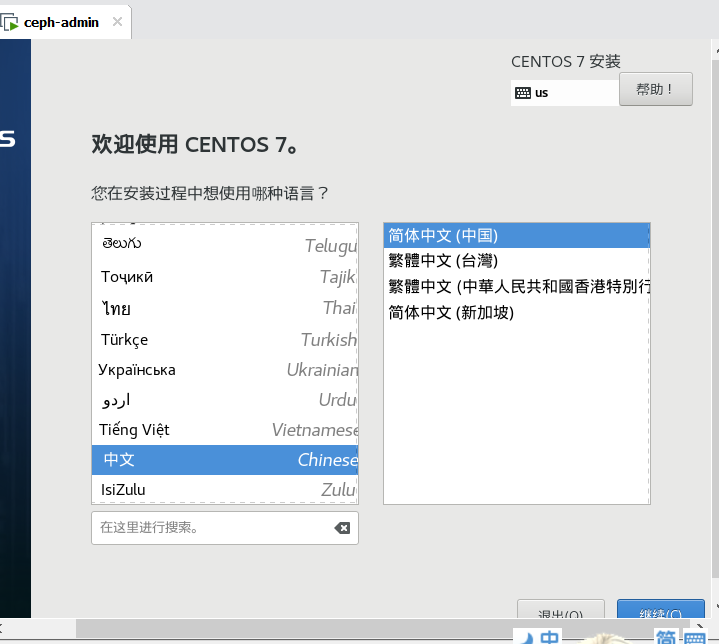 ceph-admin
CENTOS 7 安装
us
帮助！
S
欢迎使用 CENTOS 7。
您在安装过程中想使用哪种语言？
తెలుగు Telugu
Тоҷикӣ Tajik
ไทย Thai
Türkçe Turkish
Українська Ukrainian
اردو Urdu
Tiếng Việt Vietnamese
中文 Chinese
IsiZulu Zulu
简体中文 (中国)
繁體中文 (台灣)
繁體中文 (中華人民共和國香港特別行
简体中文 (新加坡)
在这里进行搜索。
退出(Q)
继续(C)
中
简